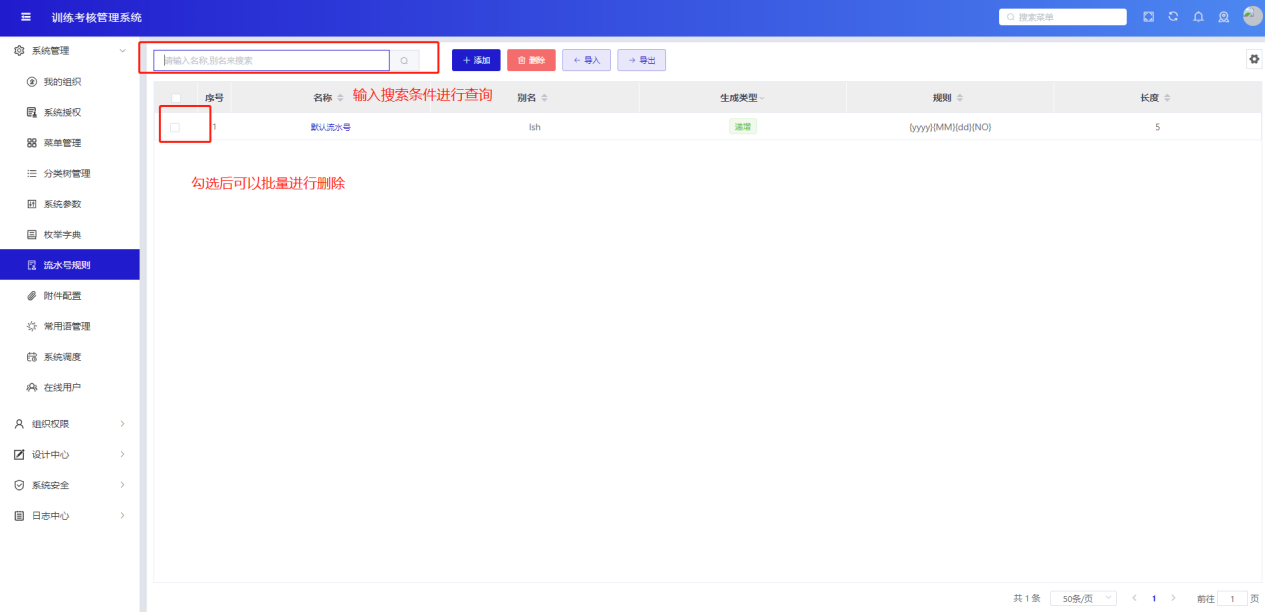 训练考核管理系统
搜索菜单
系统管理
请输入名称,别名来搜索
添加
删除
导入
导出
我的组织
序号
名称
输入搜索条件进行查询
别名
生成类型
规则
长度
系统授权
1
默认流水号
lsh
递增
{yyyy}{MM}{dd}{NO}
5
菜单管理
分类树管理
勾选后可以批量进行删除
系统参数
枚举字典
流水号规则
附件配置
常用语管理
系统调度
在线用户
组织权限
设计中心
系统安全
日志中心
共 1 条
50条/页
1
前往
1
页